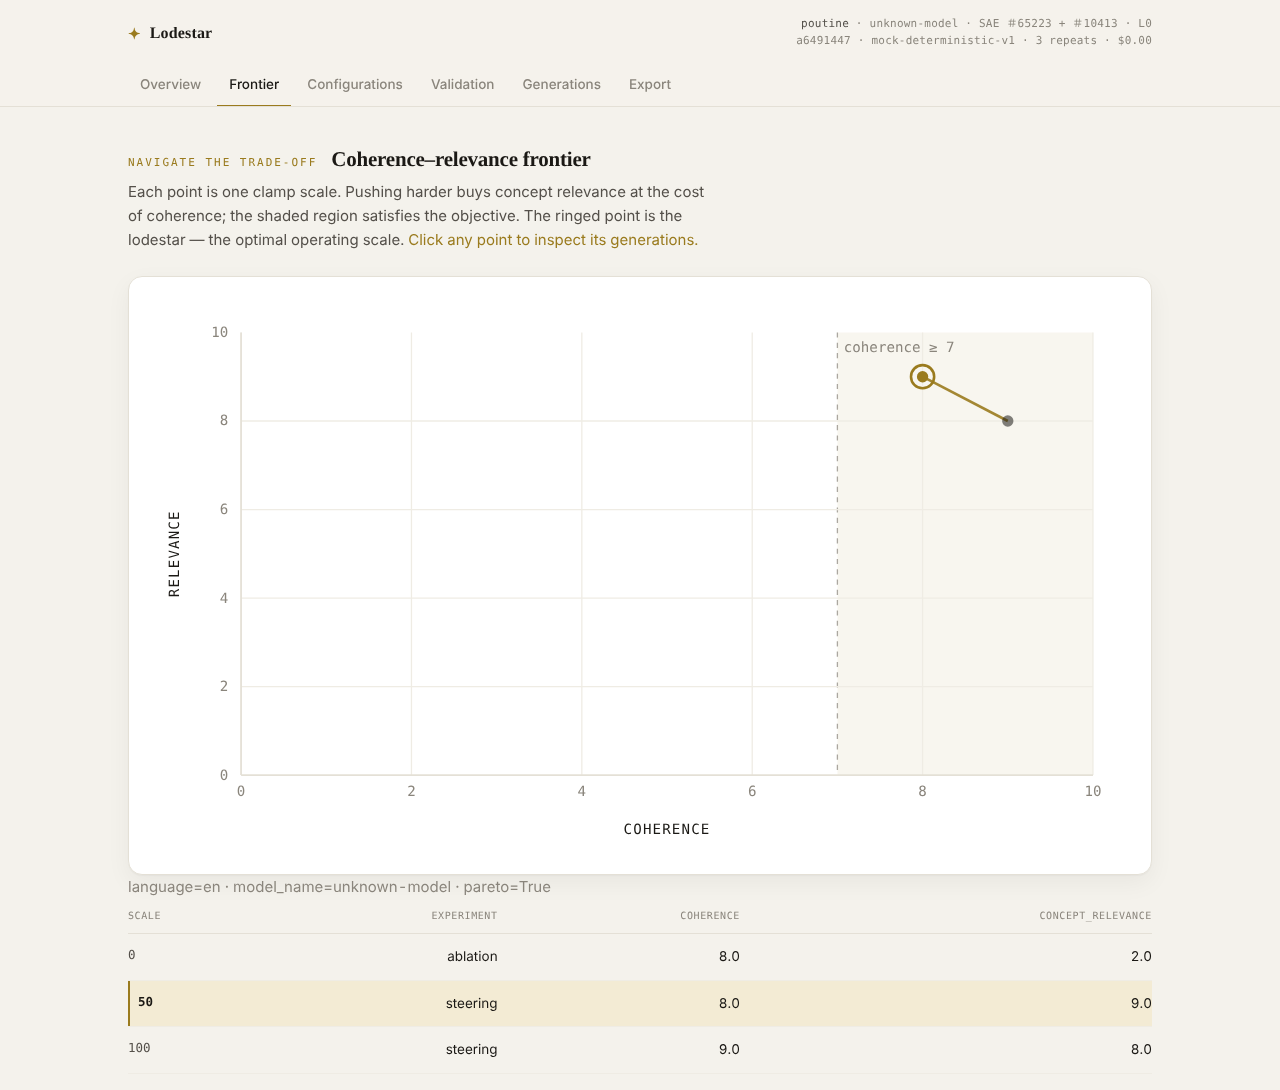 ✦ Lodestar
poutine · unknown-model · SAE #65223 + #10413 · L0
a6491447 · mock-deterministic-v1 · 3 repeats · $0.00
Overview Frontier Configurations Validation Generations Export
NAVIGATE THE TRADE-OFF Coherence–relevance frontier
Each point is one clamp scale. Pushing harder buys concept relevance at the cost
of coherence; the shaded region satisfies the objective. The ringed point is the
lodestar — the optimal operating scale. Click any point to inspect its generations.
10
coherence ≥ 7
8
6
RELEVANCE
4
2
0
0 2 4 6 8 10
COHERENCE
language=en · model_name=unknown-model · pareto=True
SCALE EXPERIMENT COHERENCE CONCEPT_RELEVANCE
0 ablation 8.0 2.0
50 steering 8.0 9.0
100 steering 9.0 8.0